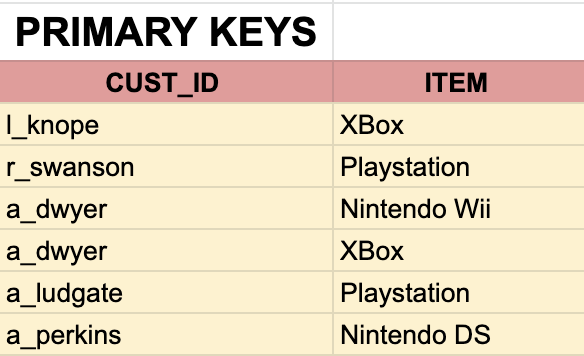 PRIMARY KEYS
CUST_ID ITEM
l_knope XBox
r_swanson Playstation
a_dwyer Nintendo Wii
a_dwyer XBox
a_ludgate Playstation
a_perkins Nintendo DS